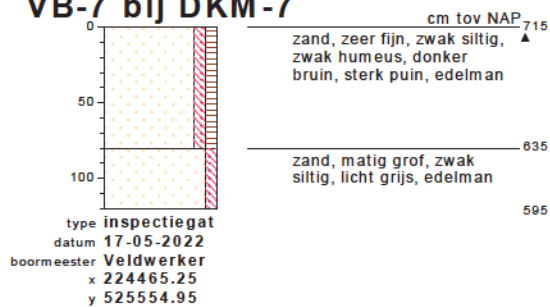 VB-7 bij DKM-7
cm tov NAP
0
715
zand, zeer fijn, zwak siltig,
zwak humeus, donker
bruin, sterk puin, edelman
50
635
zand, matig grof, zwak
siltig, licht grijs, edelman
100
595
type inspectiegat
datum 17-05-2022
boormeester Veldwerker
x 224465.25
y 525554.95